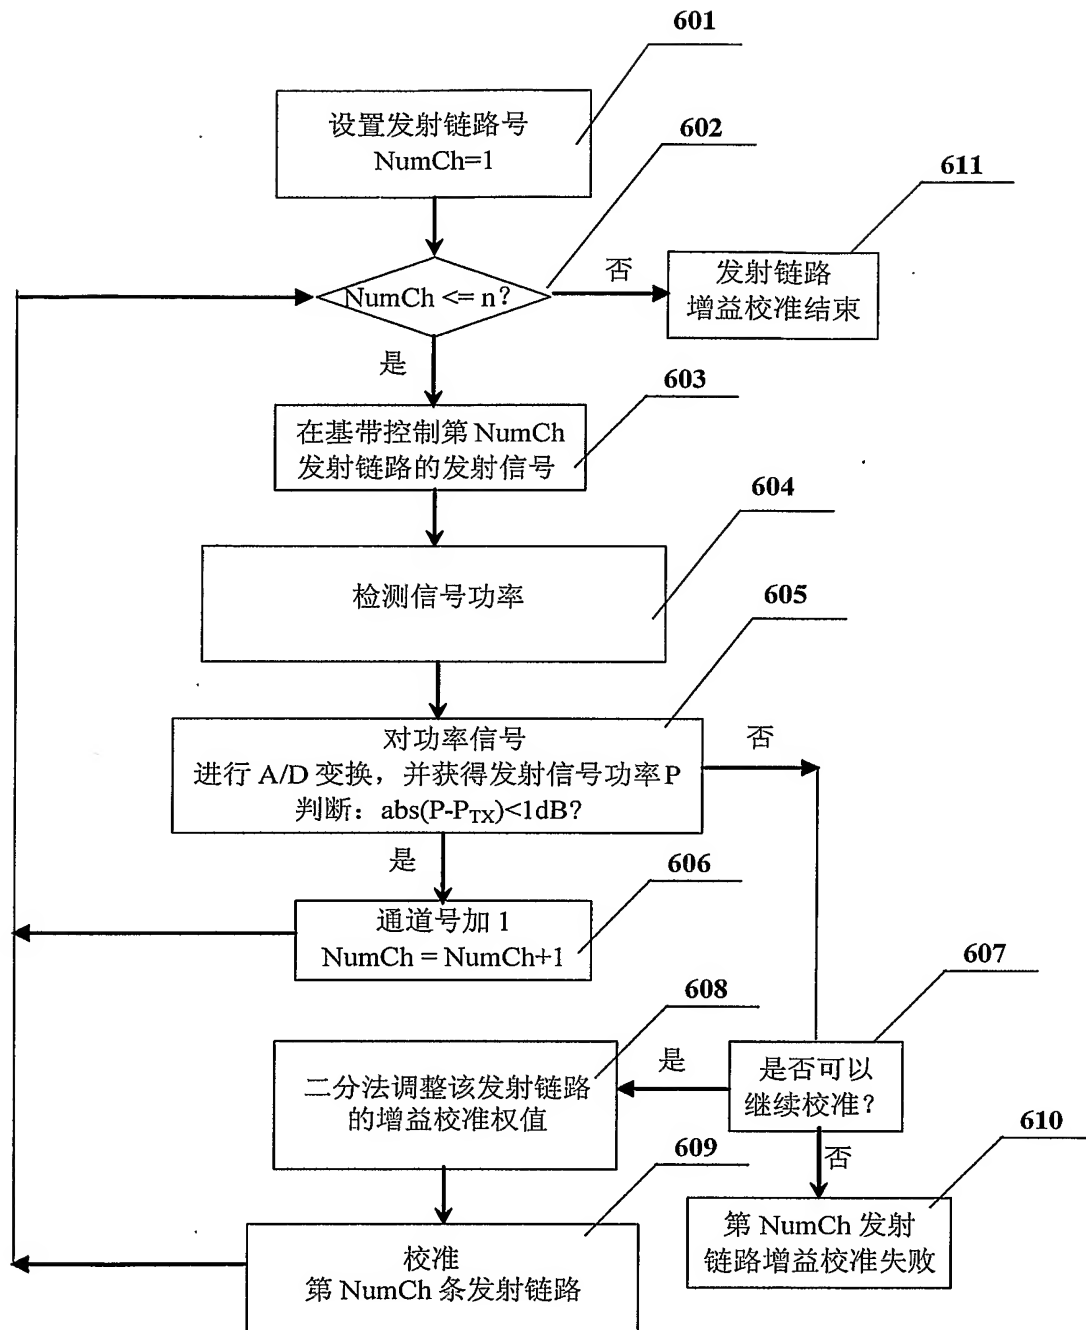 601
设置发射链路号
NumCh=1
602
611
NumCh <= n？
否
发射链路
增益校准结束
是
603
在基带控制第 NumCh
发射链路的发射信号
604
检测信号功率
605
对功率信号
进行 A/D 变换，并获得发射信号功率 P
判断：abs(P-PTX)<1dB?
否
是
606
通道号加 1
NumCh = NumCh+1
607
608
二分法调整该发射链路
的增益校准权值
是
是否可以
继续校准？
609
610
否
校准
第 NumCh 条发射链路
第 NumCh 发射
链路增益校准失败